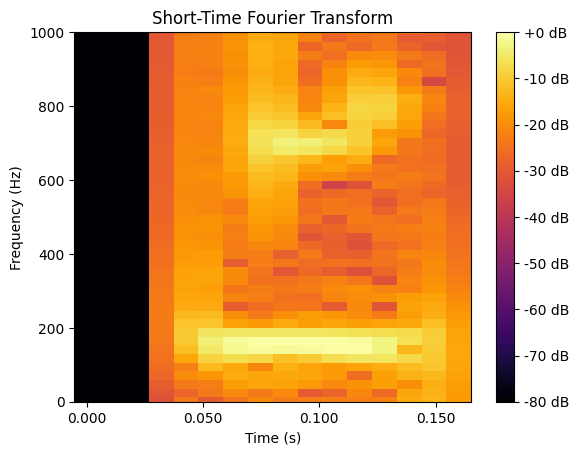 Short-Time Fourier Transform
1000
800
600
400
200
0
Frequency (Hz)
0.000
0.050
0.100
0.150
Time (s)
+0 dB
-10 dB
-20 dB
-30 dB
-40 dB
-50 dB
-60 dB
-70 dB
-80 dB